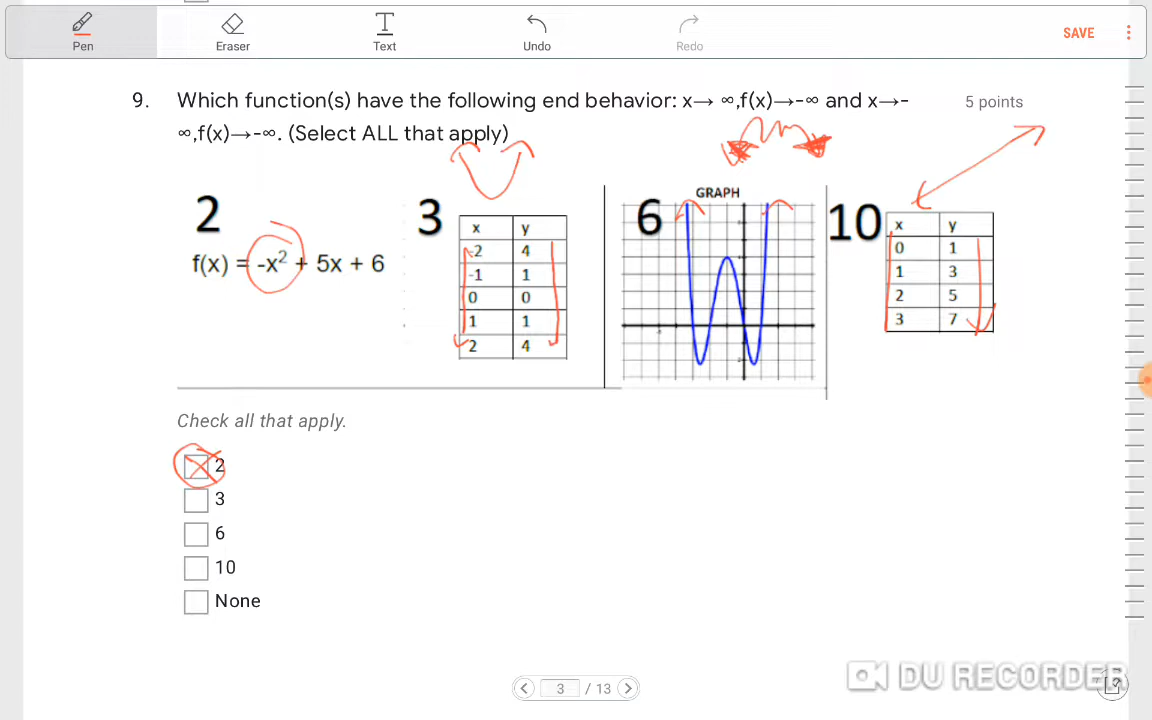 Pen Eraser Text Undo Redo SAVE
9. Which function(s) have the following end behavior: x→ ∞,f(x)→-∞ and x→- 5 points
∞,f(x)→-∞. (Select ALL that apply)
2
f(x) = -x² + 5x + 6
3
x y
-2 4
-1 1
0 0
1 1
2 4
GRAPH
6
10
x y
0 1
1 3
2 5
3 7
Check all that apply.
2
3
6
10
None
3 / 13
DU RECORDER